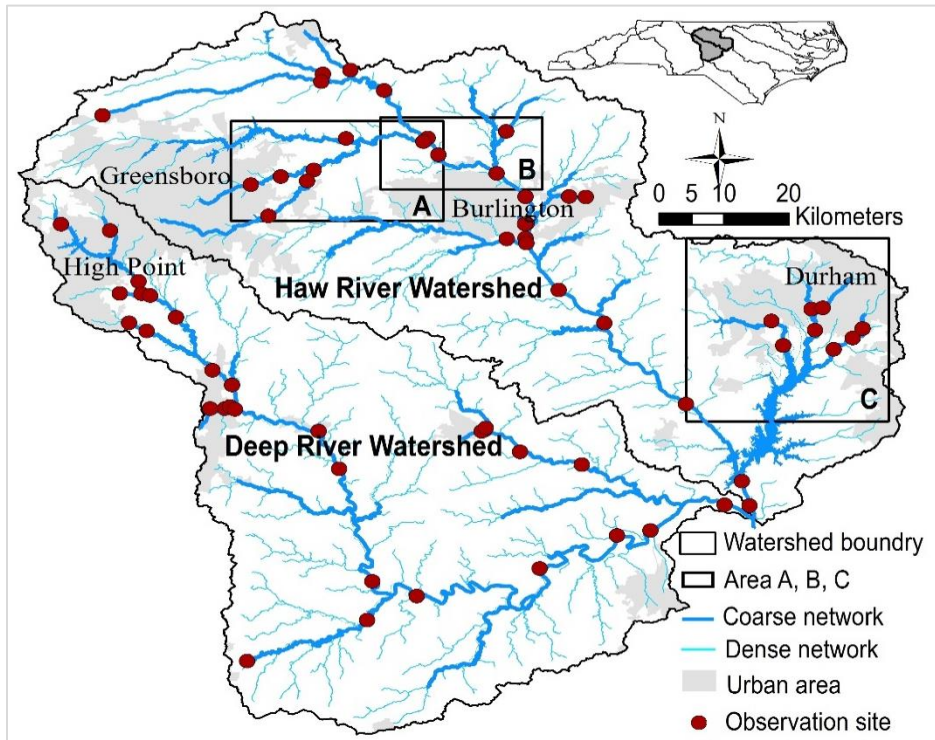 N
Greensboro
A
B
Burlington
0 5 10 20
Kilometers
High Point
Haw River Watershed
Durham
C
Deep River Watershed
Watershed boundry
Area A, B, C
Coarse network
Dense network
Urban area
Observation site